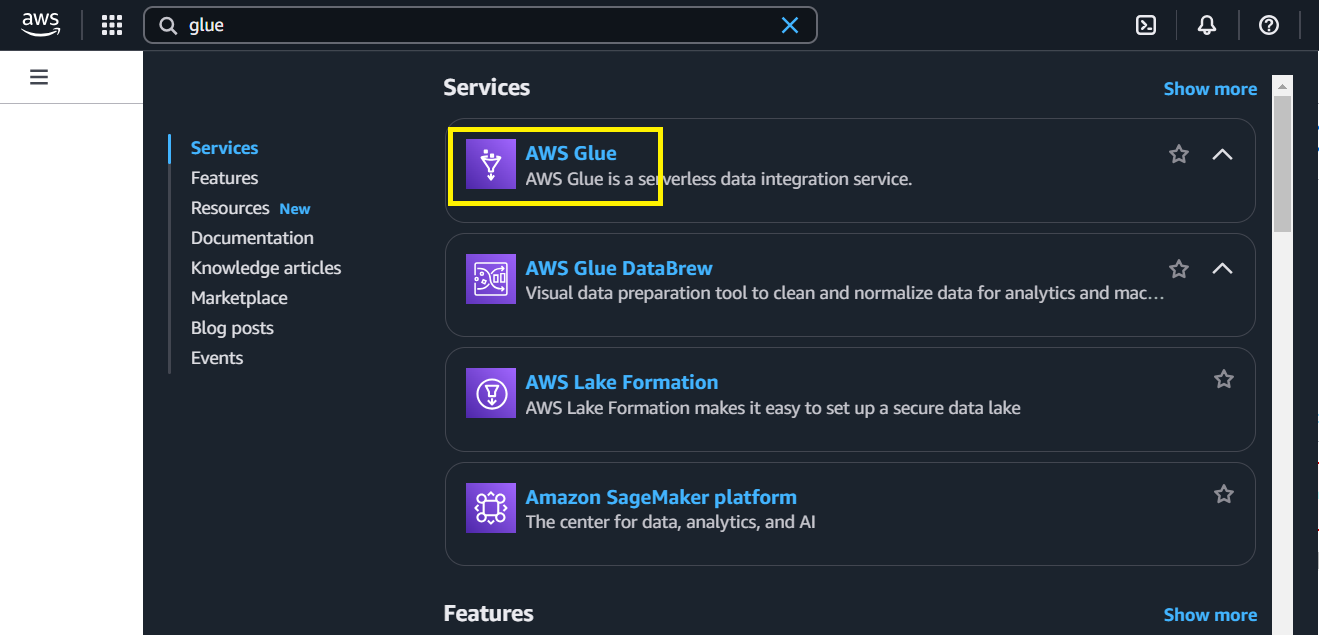 aws
glue
Services
Show more
Services
Features
Resources New
Documentation
Knowledge articles
Marketplace
Blog posts
Events
AWS Glue
AWS Glue is a serverless data integration service.
AWS Glue DataBrew
Visual data preparation tool to clean and normalize data for analytics and mac...
AWS Lake Formation
AWS Lake Formation makes it easy to set up a secure data lake
Amazon SageMaker platform
The center for data, analytics, and AI
Features
Show more